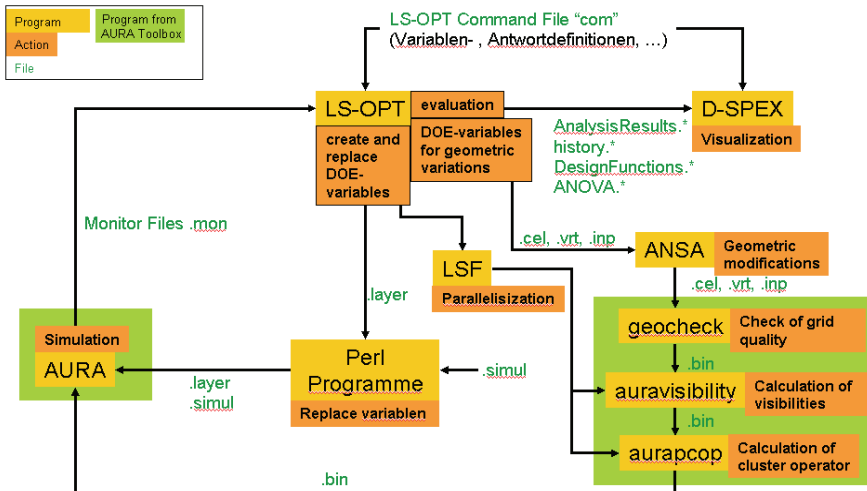 Program
Program from
AURA Toolbox
Action
File
LS-OPT Command File “com”
(Variablen- , Antwortdefinitionen, …)
LS-OPT
evaluation
D-SPEX
Visualization
create and
replace
DOE-
variables
DOE-variables
for geometric
variations
AnalysisResults.*
history.*
DesignFunctions.*
ANOVA.*
Monitor Files .mon
.cel, .vrt, .inp
ANSA
Geometric
modifications
LSF
Parallelisization
.cel, .vrt, .inp
.layer
geocheck
Check of grid
quality
Simulation
AURA
Perl
Programme
Replace variablen
.simul
.layer
.simul
.bin
auravisibility
Calculation of
visibilities
.bin
aurapcop
Calculation of
cluster operator
.bin